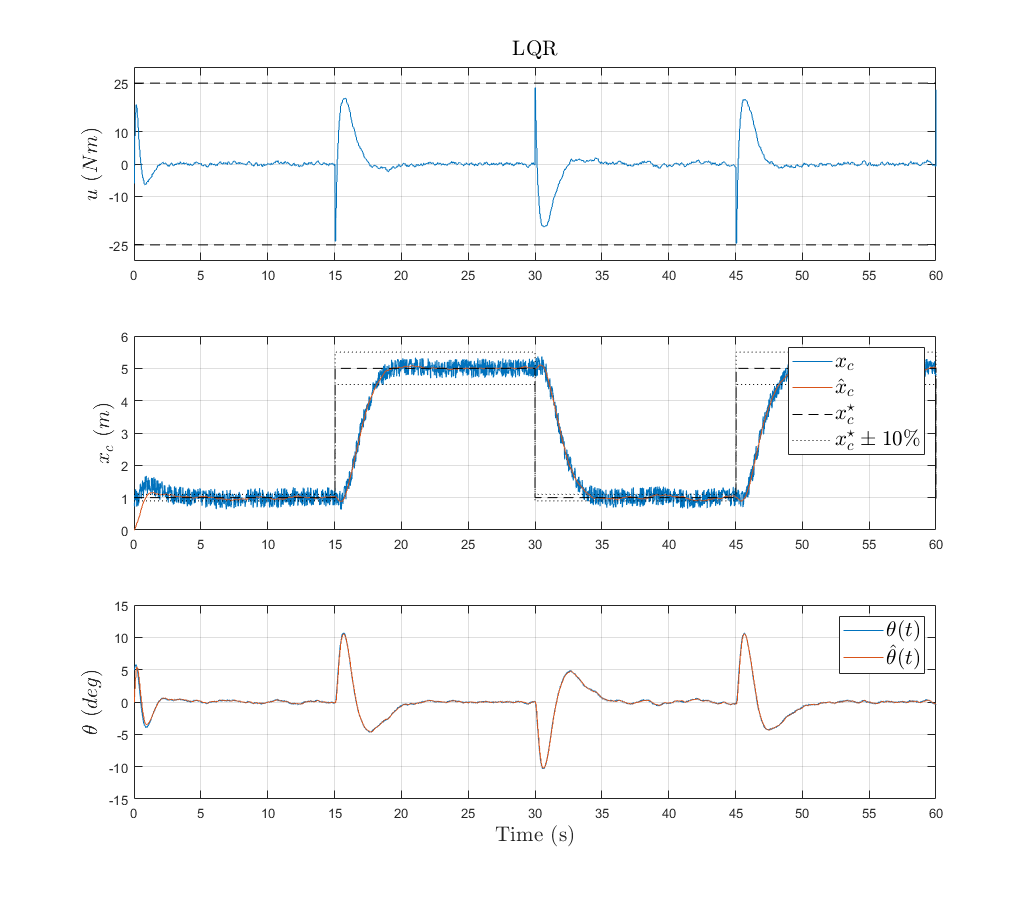 LQR
u (Nm)
25
10
0
-10
-25
0 5 10 15 20 25 30 35 40 45 50 55 60
x_c (m)
6
5
4
3
2
1
0
x_c
x̂_c
x_c^⋆
x_c^⋆ ± 10%
0 5 10 15 20 25 30 35 40 45 50 55 60
θ (deg)
15
10
5
0
-5
-10
-15
θ(t)
θ̂(t)
0 5 10 15 20 25 30 35 40 45 50 55 60
Time (s)